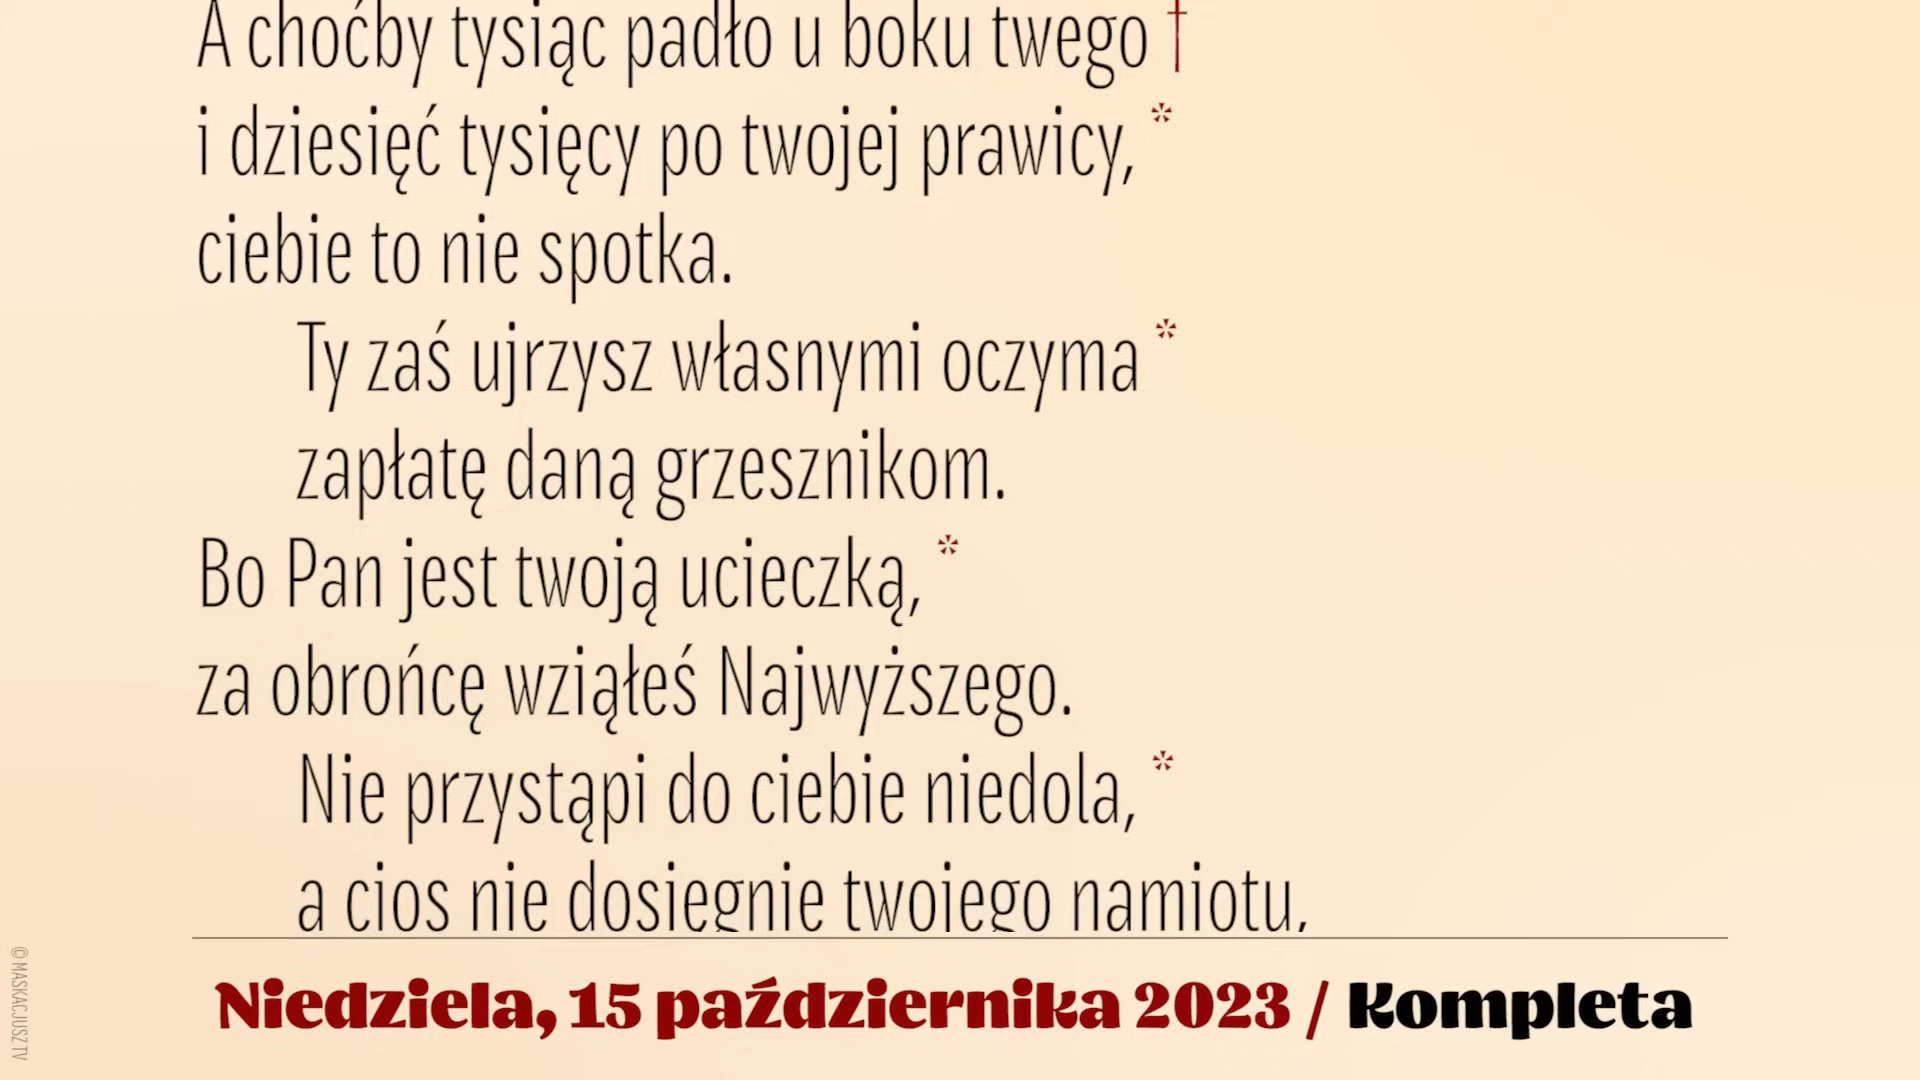 A choćby tysiąc padło u boku twego †
i dziesięć tysięcy po twojej prawicy, *
ciebie to nie spotka.
Ty zaś ujrzysz własnymi oczyma *
zapłatę daną grzesznikom.
Bo Pan jest twoją ucieczką, *
za obrońcę wziąłeś Najwyższego.
Nie przystąpi do ciebie niedola, *
a cios nie dosięgnie twojego namiotu,
Niedziela, 15 października 2023 / Kompleta
© MASKACJUSZ TV